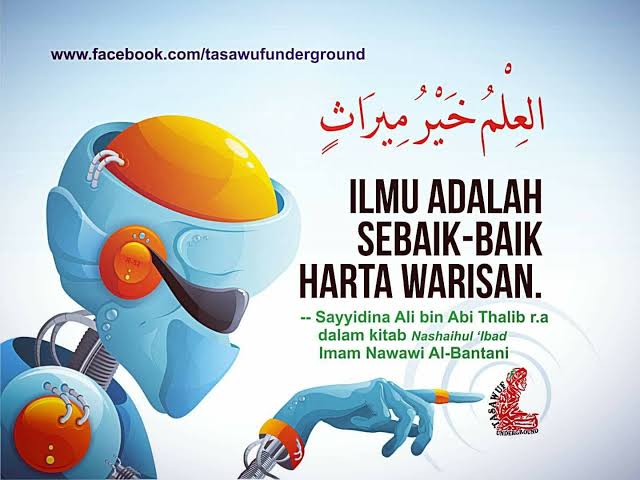 www.facebook.com/tasawufunderground
العِلْمُ خَيْرُ مِيرَاثٍ
ILMU ADALAH
SEBAIK-BAIK
HARTA WARISAN.
-- Sayyidina Ali bin Abi Thalib r.a
dalam kitab Nashaihul ‘Ibad
Imam Nawawi Al-Bantani
TASAWUF
UNDERGROUND